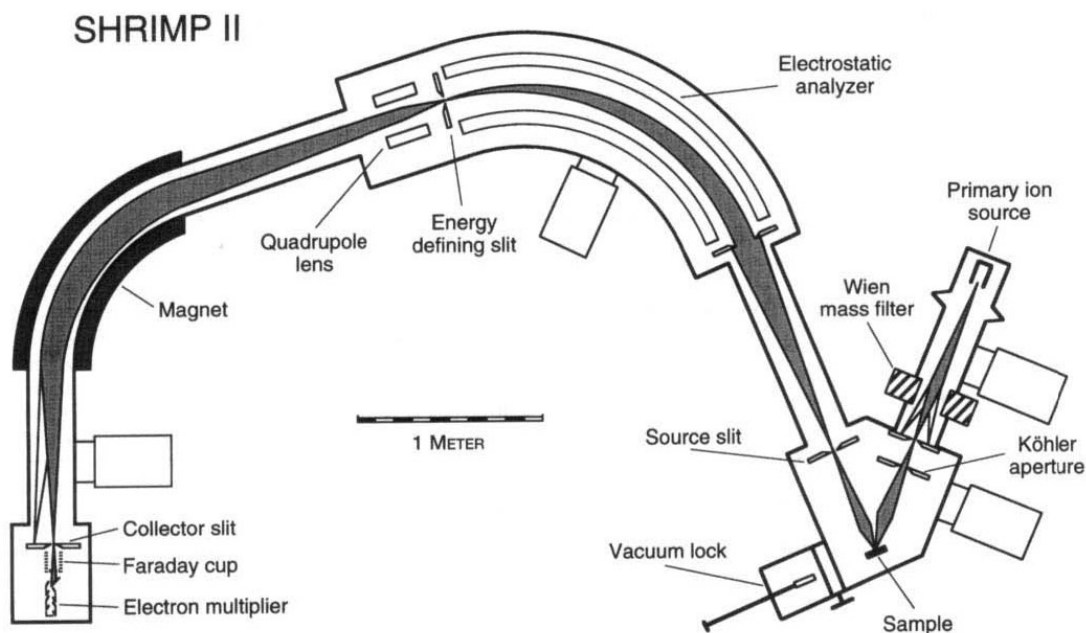 SHRIMP II
Electrostatic
analyzer
Primary ion
source
Energy
defining slit
Quadrupole
lens
Wien
mass filter
Magnet
1 METER
Source slit
Köhler
aperture
Collector slit
Faraday cup
Vacuum lock
Electron multiplier
Sample